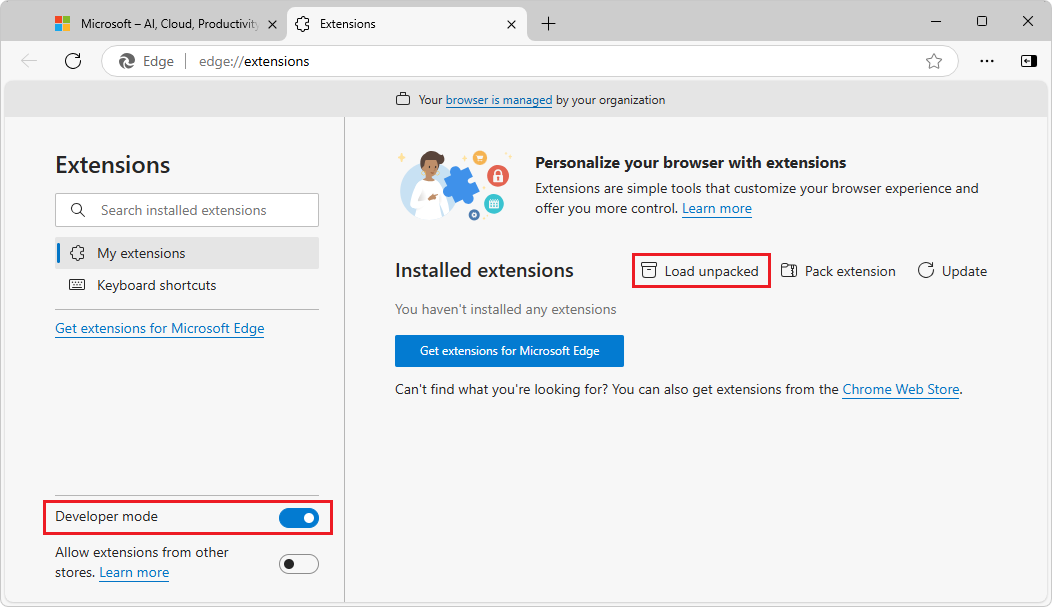 Microsoft – AI, Cloud, Productivity
Extensions
Edge
edge://extensions
Your browser is managed by your organization
Extensions
Search installed extensions
My extensions
Keyboard shortcuts
Get extensions for Microsoft Edge
Developer mode
Allow extensions from other
stores. Learn more
Personalize your browser with extensions
Extensions are simple tools that customize your browser experience and
offer you more control. Learn more
Installed extensions
Load unpacked
Pack extension
Update
You haven't installed any extensions
Get extensions for Microsoft Edge
Can't find what you're looking for? You can also get extensions from the Chrome Web Store.